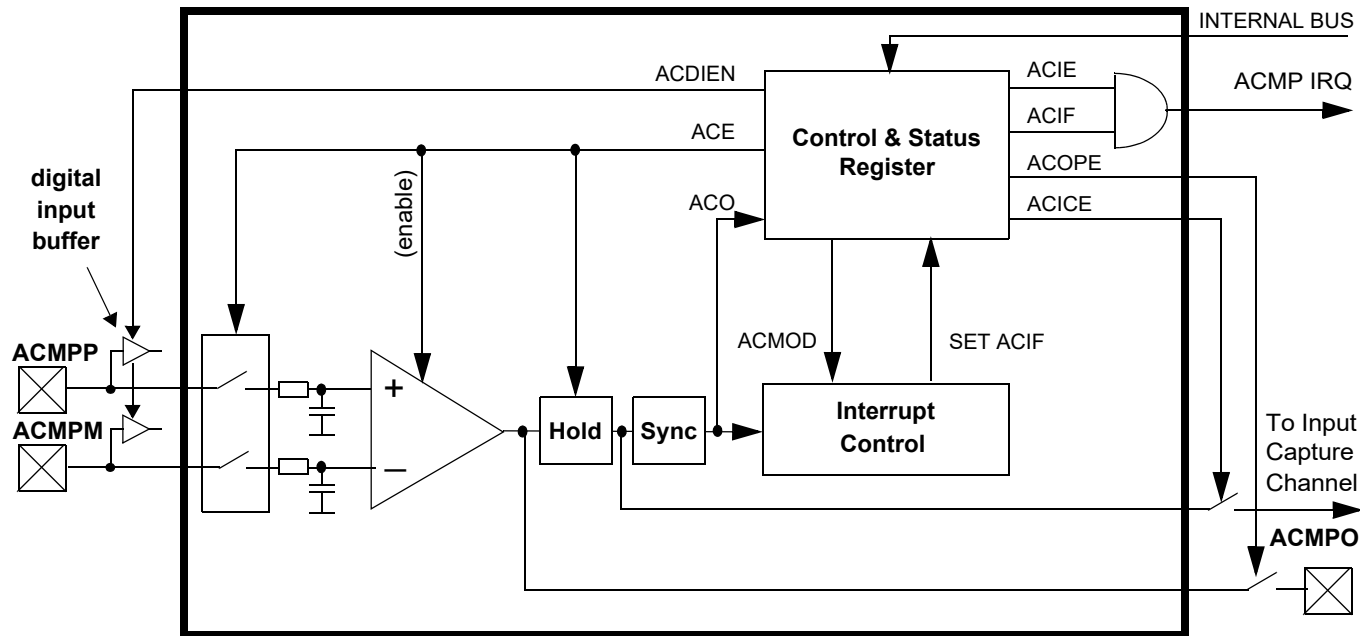 INTERNAL BUS
ACDIEN
ACIE
ACMP IRQ
ACE
ACIF
Control & Status
Register
ACOPE
digital
input
buffer
(enable)
ACO
ACICE
ACMOD
SET ACIF
ACMPP
+
ACMPM
Hold
Sync
Interrupt
Control
To Input
Capture
Channel
−
ACMPO